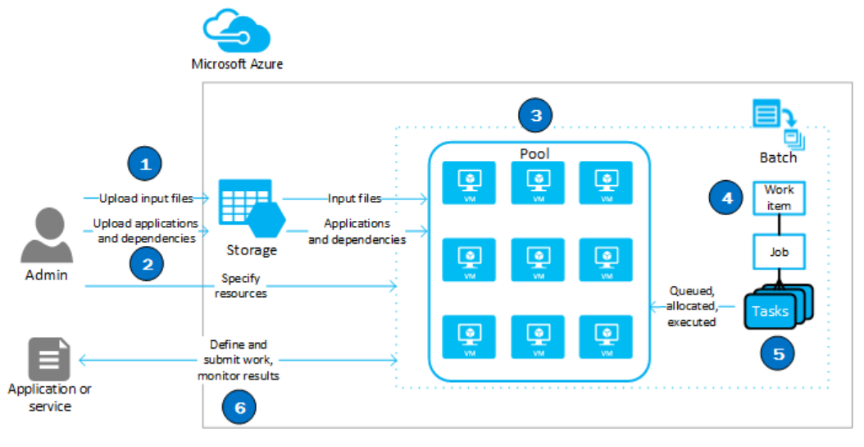 Microsoft Azure
3
Pool
Batch
1
Upload input files
Input files
VM
VM
VM
4
Work
item
Upload applications
and dependencies
Storage
Applications
and dependencies
Admin
2
Specify
resources
VM
VM
VM
Job
Queued,
allocated,
executed
Tasks
5
Define and
submit work,
monitor results
VM
VM
VM
Application or
service
6